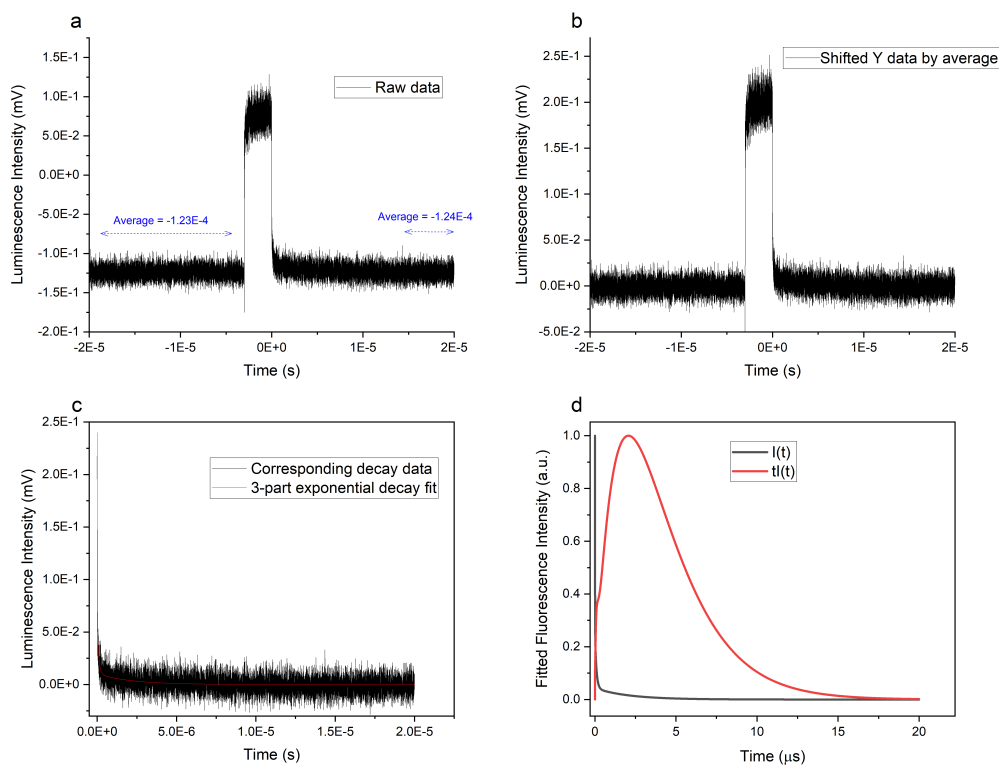 a
1.5E-1
1.0E-1
5.0E-2
0.0E+0
-5.0E-2
-1.0E-1
-1.5E-1
-2.0E-1
Luminescence Intensity (mV)
Raw data
Average = -1.23E-4
Average = -1.24E-4
-2E-5 -1E-5 0E+0 1E-5 2E-5
Time (s)
b
2.5E-1
2.0E-1
1.5E-1
1.0E-1
5.0E-2
0.0E+0
-5.0E-2
Luminescence Intensity (mV)
Shifted Y data by average
-2E-5 -1E-5 0E+0 1E-5 2E-5
Time (s)
c
2.5E-1
2.0E-1
1.5E-1
1.0E-1
5.0E-2
0.0E+0
Luminescence Intensity (mV)
Corresponding decay data
3-part exponential decay fit
0.0E+0 5.0E-6 1.0E-5 1.5E-5 2.0E-5
Time (s)
d
1.0
0.8
0.6
0.4
0.2
0.0
Fitted Fluorescence Intensity (a.u.)
I(t)
tI(t)
0 5 10 15 20
Time (μs)